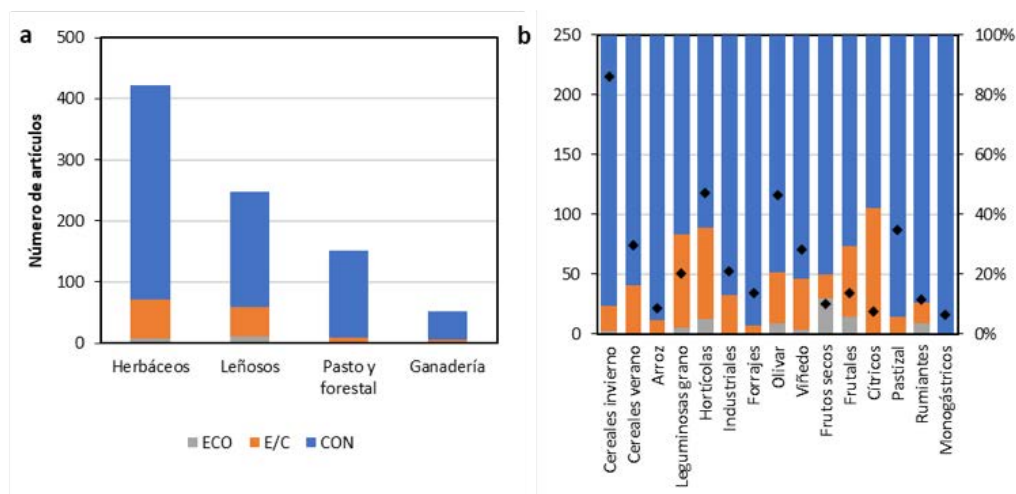 a
500
400
300
200
100
0
Número de artículos
Herbáceos
Leñosos
Pasto y forestal
Ganadería
ECO E/C CON
b
250
200
150
100
50
0
100%
80%
60%
40%
20%
0%
Cereales invierno
Cereales verano
Arroz
Leguminosas grano
Hortícolas
Industriales
Forrajes
Olivar
Viñedo
Frutos secos
Frutales
Cítricos
Pastizal
Rumiantes
Monogástricos